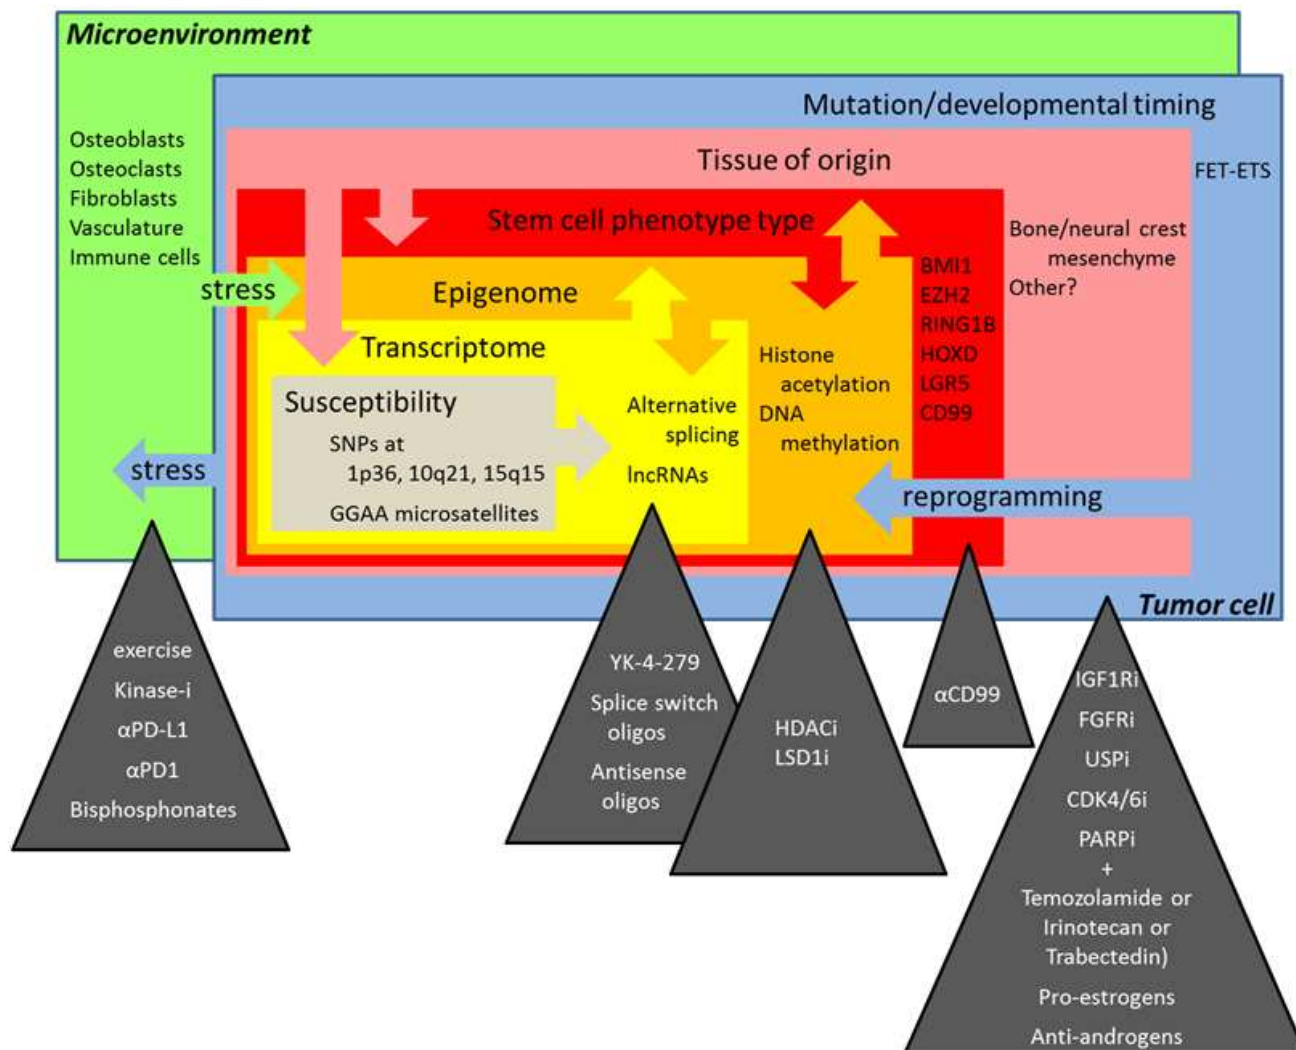 Microenvironment
Mutation/developmental timing
Osteoblasts
Osteoclasts
Fibroblasts
Vasculature
Immune cells
Tissue of origin
FET-ETS
Stem cell phenotype type
Bone/neural crest
mesenchyme
Other?
BMI1
EZH2
RING1B
HOXD
LGR5
CD99
stress
Epigenome
Transcriptome
Histone
acetylation
DNA
methylation
Susceptibility
SNPs at
1p36, 10q21, 15q15
GGAA microsatellites
Alternative
splicing
lncRNAs
stress
reprogramming
Tumor cell
exercise
Kinase-i
αPD-L1
αPD1
Bisphosphonates
YK-4-279
Splice switch
oligos
Antisense
oligos
HDACi
LSD1i
αCD99
IGF1Ri
FGFRi
USPi
CDK4/6i
PARPi
+
Temozolamide or
Irinotecan or
Trabectedin)
Pro-estrogens
Anti-androgens